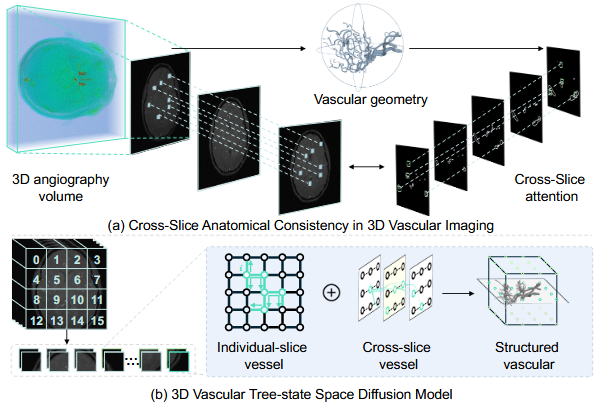 Vascular geometry
3D angiography
volume
Cross-Slice
attention
(a) Cross-Slice Anatomical Consistency in 3D Vascular Imaging
0 1 2 3
4 5 6 7
8 9 10 11
12 13 14 15
Individual-slice
vessel
Cross-slice
vessel
Structured
vascular
(b) 3D Vascular Tree-state Space Diffusion Model